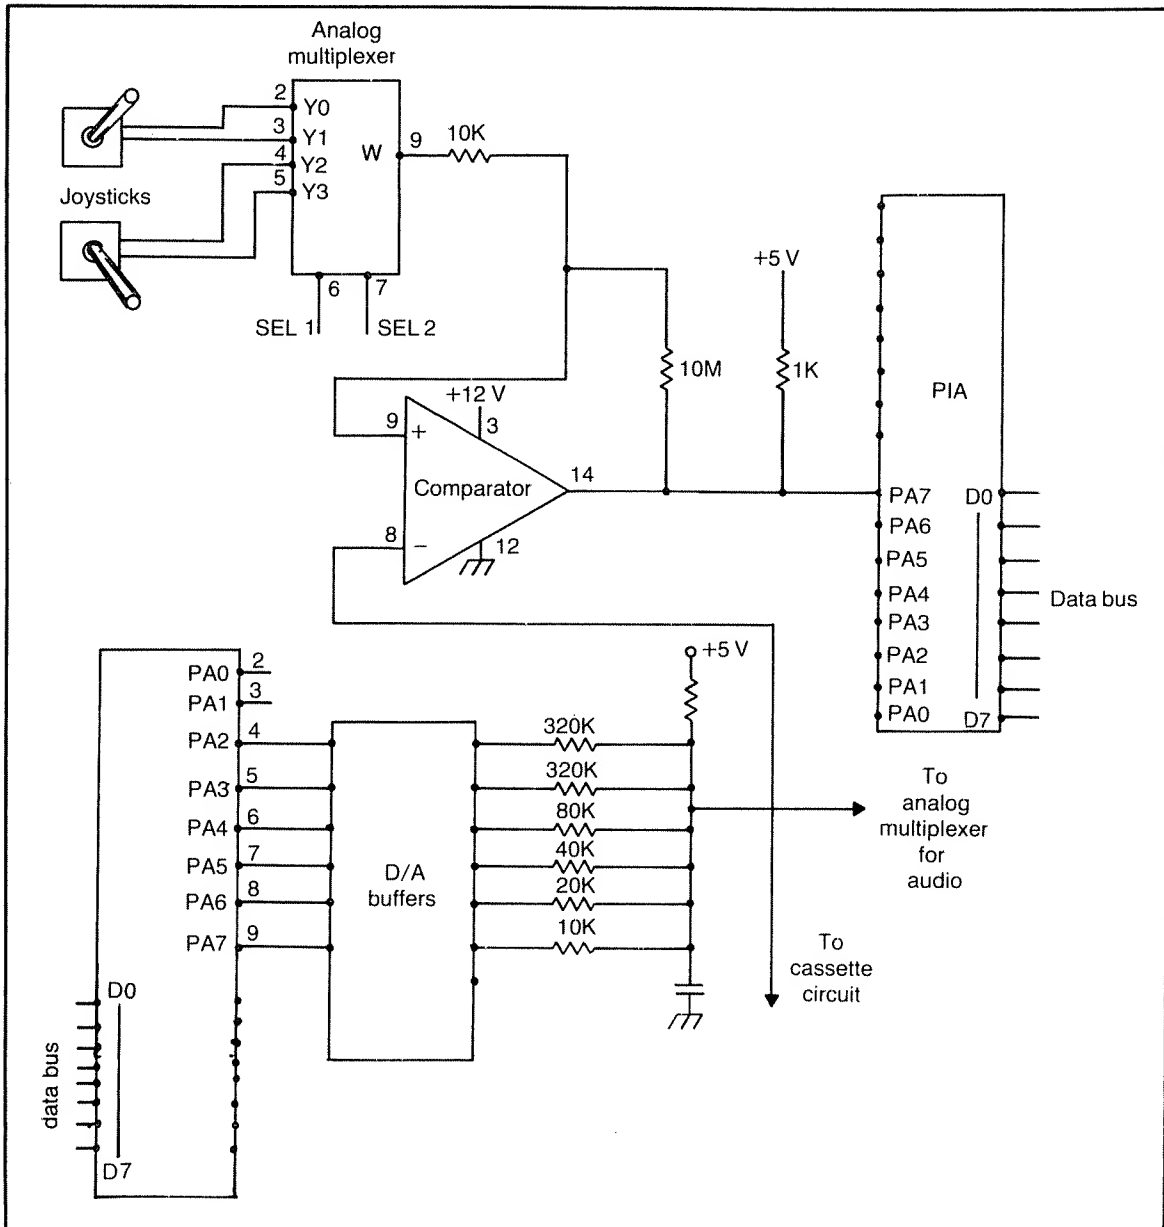 Analog
multiplexer
2
Y0
3
Y1
4
Y2
5
Y3
W
9
10K
Joysticks
6
7
SEL 1
SEL 2
+5 V
10M
1K
PIA
+12 V
3
9
+
Comparator
14
8
−
12
PA7
D0
PA6
PA5
PA4
PA3
PA2
PA1
PA0
D7
Data bus
+5 V
PA0
2
PA1
3
PA2
4
PA3
5
PA4
6
PA5
7
PA6
8
PA7
9
D/A
buffers
320K
320K
80K
40K
20K
10K
To
analog
multiplexer
for
audio
To
cassette
circuit
D0
data bus
D7